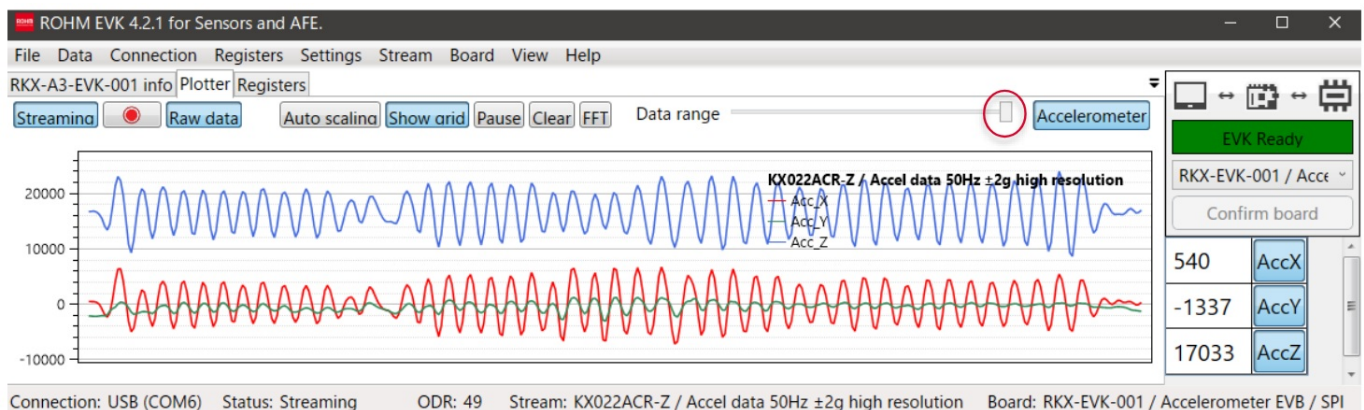 ROHM EVK 4.2.1 for Sensors and AFE.
File Data Connection Registers Settings Stream Board View Help
RKX-A3-EVK-001 info Plotter Registers
Streaming Raw data Auto scaling Show grid Pause Clear FFT Data range Accelerometer
EVK Ready
RKX-EVK-001 / Acce
Confirm board
KX022ACR-Z / Accel data 50Hz ±2g high resolution
Acc_X
Acc_Y
Acc_Z
20000
10000
0
-10000
540 AccX
-1337 AccY
17033 AccZ
Connection: USB (COM6) Status: Streaming ODR: 49 Stream: KX022ACR-Z / Accel data 50Hz ±2g high resolution Board: RKX-EVK-001 / Accelerometer EVB / SPI